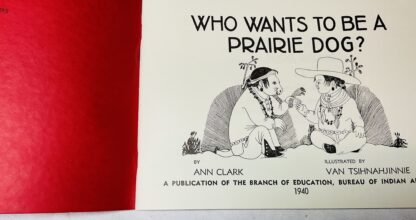 WHO WANTS TO BE A
PRAIRIE DOG?
BY
ANN CLARK
ILLUSTRATED BY
VAN TSIHNAHJINNIE
A PUBLICATION OF THE BRANCH OF EDUCATION, BUREAU OF INDIAN
1940